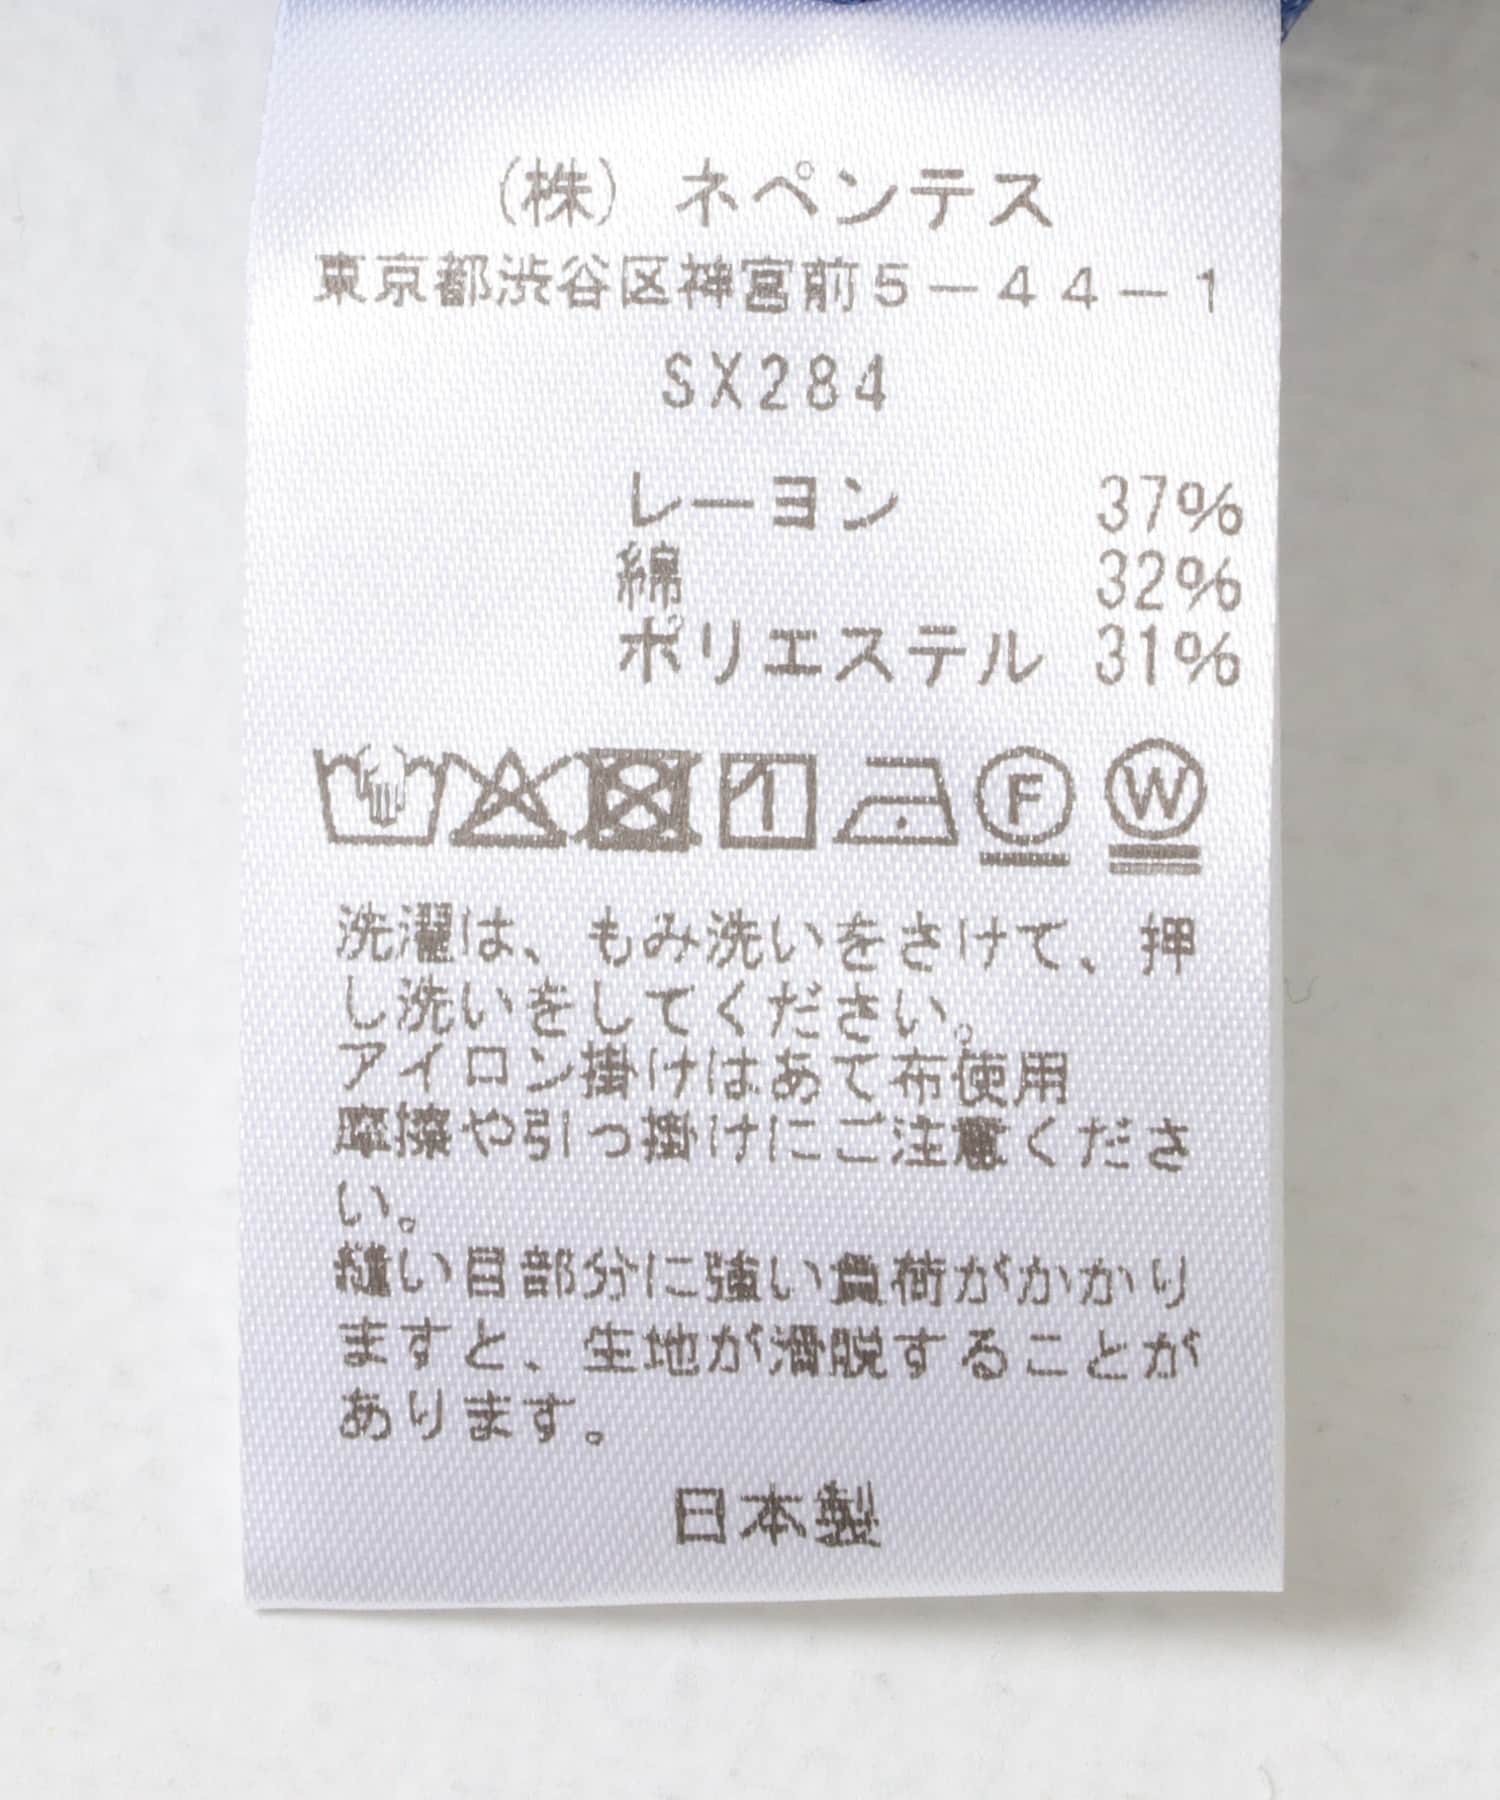 (株) ネペンテス
東京都渋谷区神宮前5-44-1
SX284
レーヨン 37%
綿 32%
ポリエステル 31%
F W
洗濯は、もみ洗いをさけて、押
し洗いをしてください。
アイロン掛けはあて布使用
摩擦や引っ掛けにご注意くださ
い。
縫い目部分に強い負荷がかかり
ますと、生地が滑脱することが
あります。
日本製